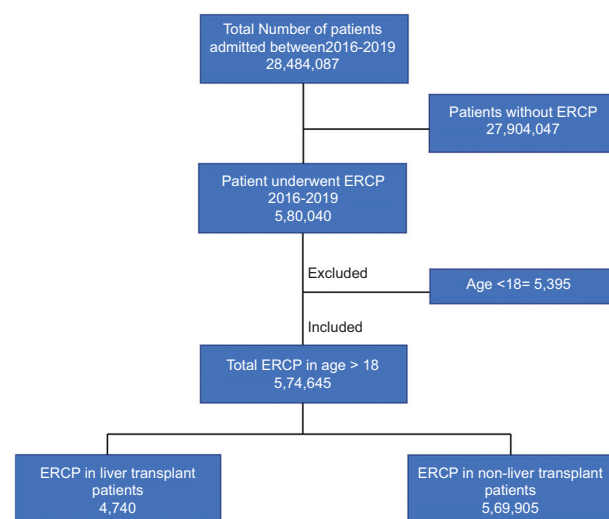 Total Number of patients
admitted between2016-2019
28,484,087
Patients without ERCP
27,904,047
Patient underwent ERCP
2016-2019
5,80,040
Excluded
Age <18= 5,395
Included
Total ERCP in age > 18
5,74,645
ERCP in liver transplant
patients
4,740
ERCP in non-liver transplant
patients
5,69,905